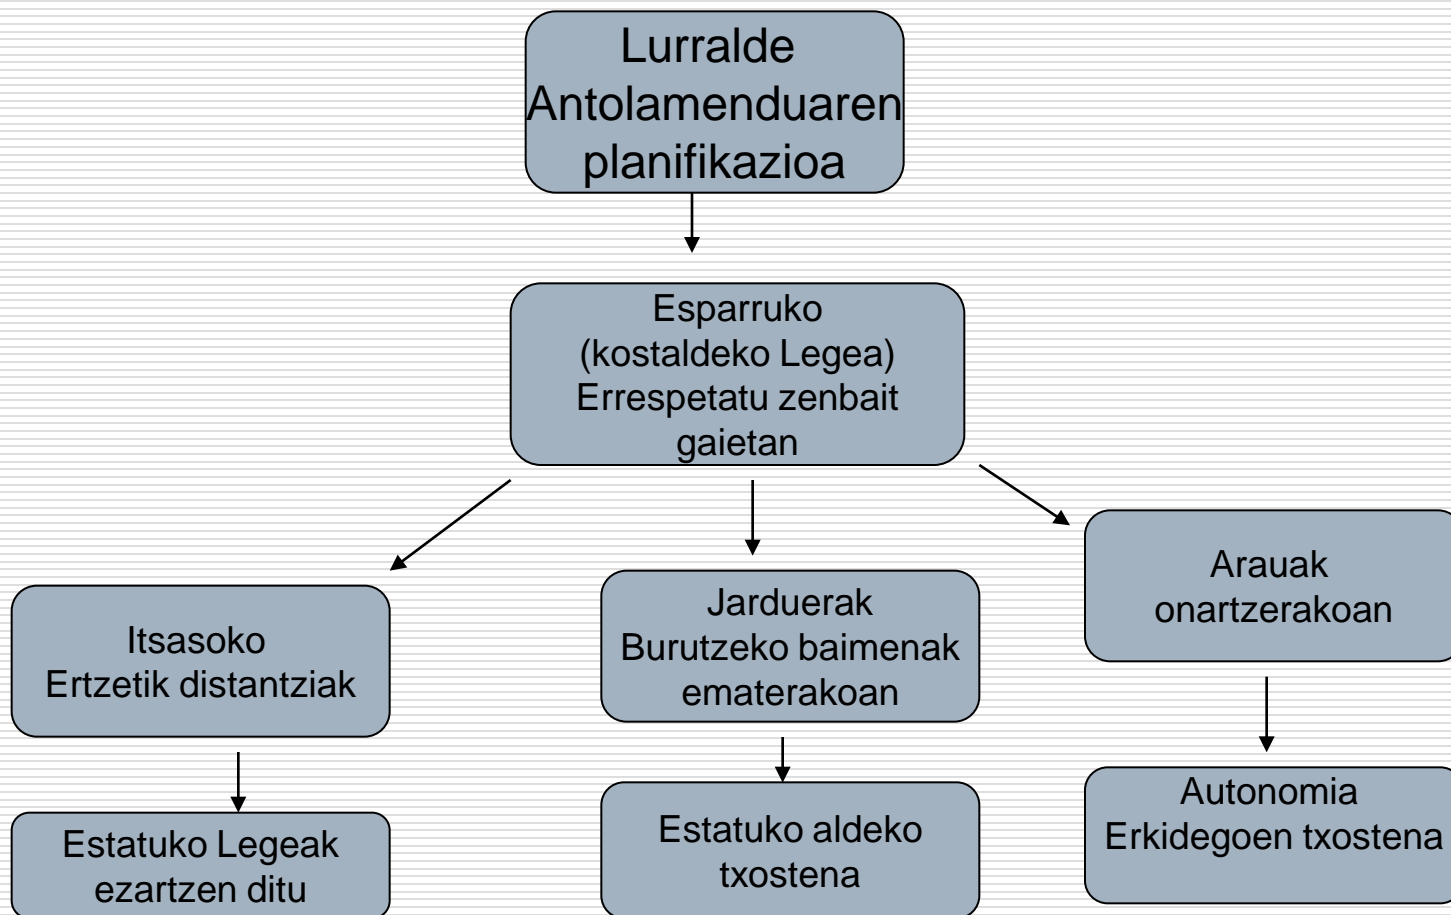 Lurralde
Antolamenduaren
planifikazioa
Esparruko
(kostaldeko Legea)
Errespetatu zenbait
gaietan
Itsasoko
Ertzetik distantziak
Jarduerak
Burutzeko baimenak
ematerakoan
Arauak
onartzerakoan
Estatuko Legeak
ezartzen ditu
Estatuko aldeko
txostena
Autonomia
Erkidegoen txostena